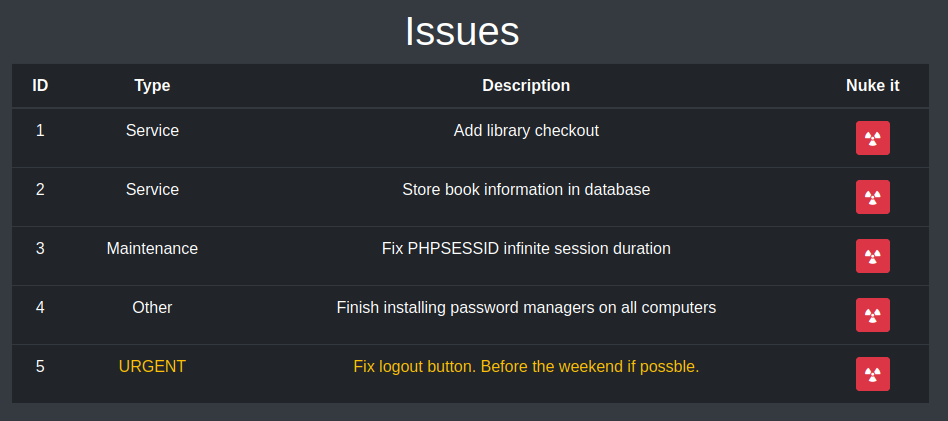 Issues
ID Type Description Nuke it
1 Service Add library checkout
2 Service Store book information in database
3 Maintenance Fix PHPSESSID infinite session duration
4 Other Finish installing password managers on all computers
5 URGENT Fix logout button. Before the weekend if possble.